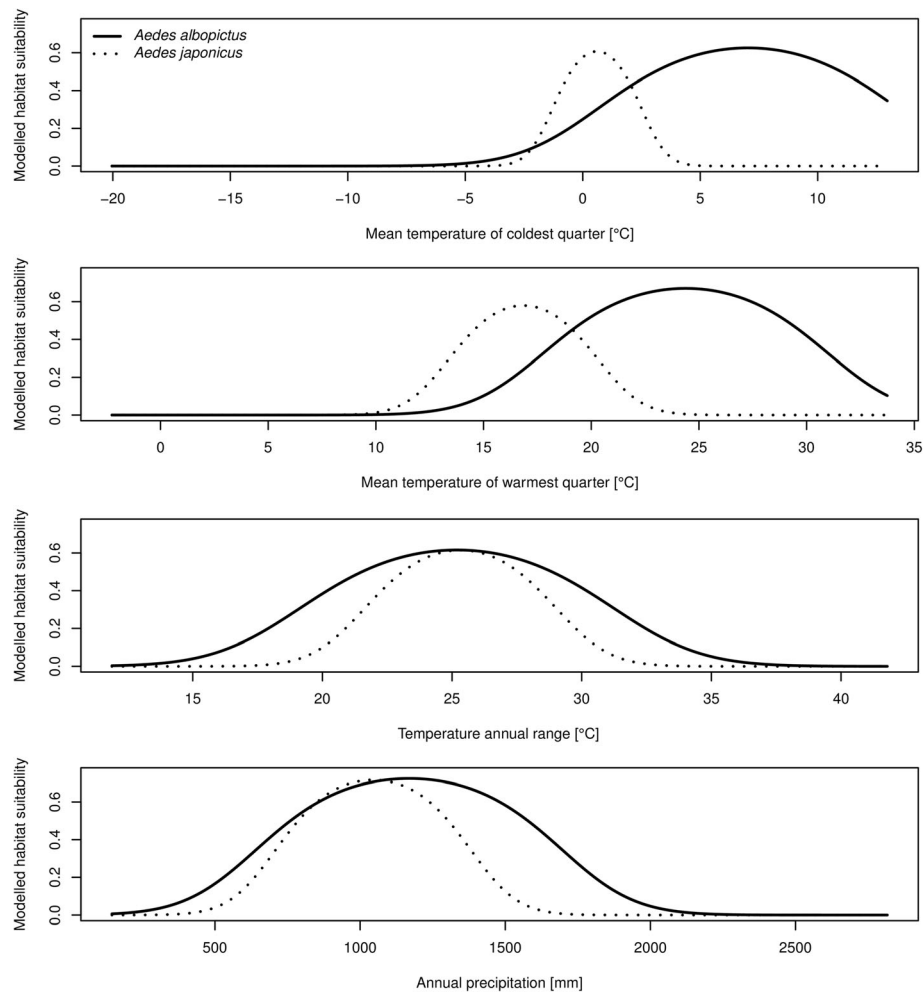 Aedes albopictus
Aedes japonicus
Modelled habitat suitability
0.0 0.2 0.4 0.6
−20 −15 −10 −5 0 5 10
Mean temperature of coldest quarter [°C]
Modelled habitat suitability
0.0 0.2 0.4 0.6
0 5 10 15 20 25 30 35
Mean temperature of warmest quarter [°C]
Modelled habitat suitability
0.0 0.2 0.4 0.6
15 20 25 30 35 40
Temperature annual range [°C]
Modelled habitat suitability
0.0 0.2 0.4 0.6
500 1000 1500 2000 2500
Annual precipitation [mm]